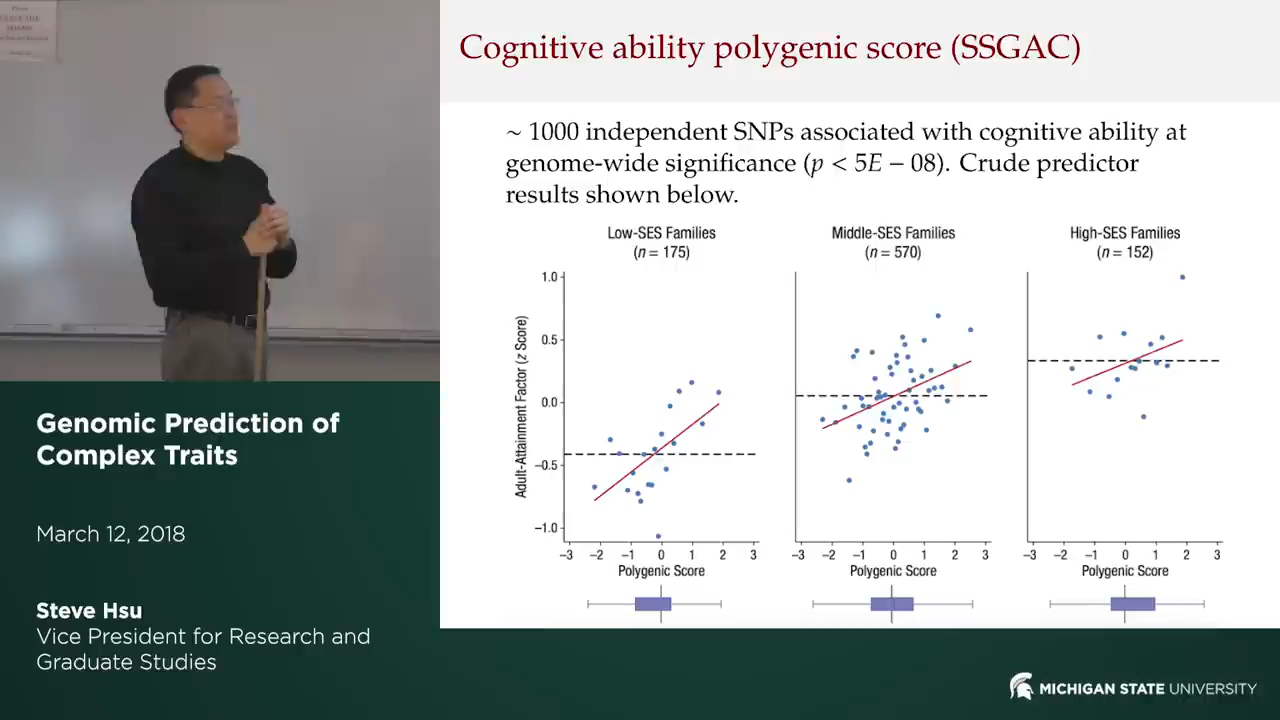 Cognitive ability polygenic score (SSGAC)
∼ 1000 independent SNPs associated with cognitive ability at
genome-wide significance (p < 5E − 08). Crude predictor
results shown below.
Low-SES Families
(n = 175)
Middle-SES Families
(n = 570)
High-SES Families
(n = 152)
Adult-Attainment Factor (z Score)
1.0
0.5
0.0
−0.5
−1.0
−3 −2 −1 0 1 2 3
−3 −2 −1 0 1 2 3
−3 −2 −1 0 1 2 3
Polygenic Score
Polygenic Score
Polygenic Score
Genomic Prediction of
Complex Traits
March 12, 2018
Steve Hsu
Vice President for Research and
Graduate Studies
MICHIGAN STATE UNIVERSITY